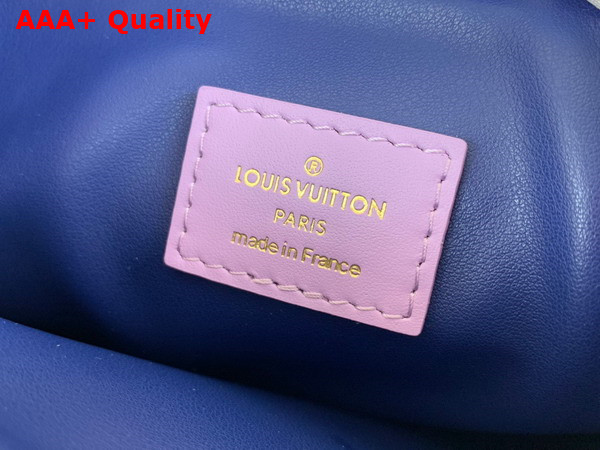 AAA+ Quality
®
LOUIS VUITTON
PARIS
made in France